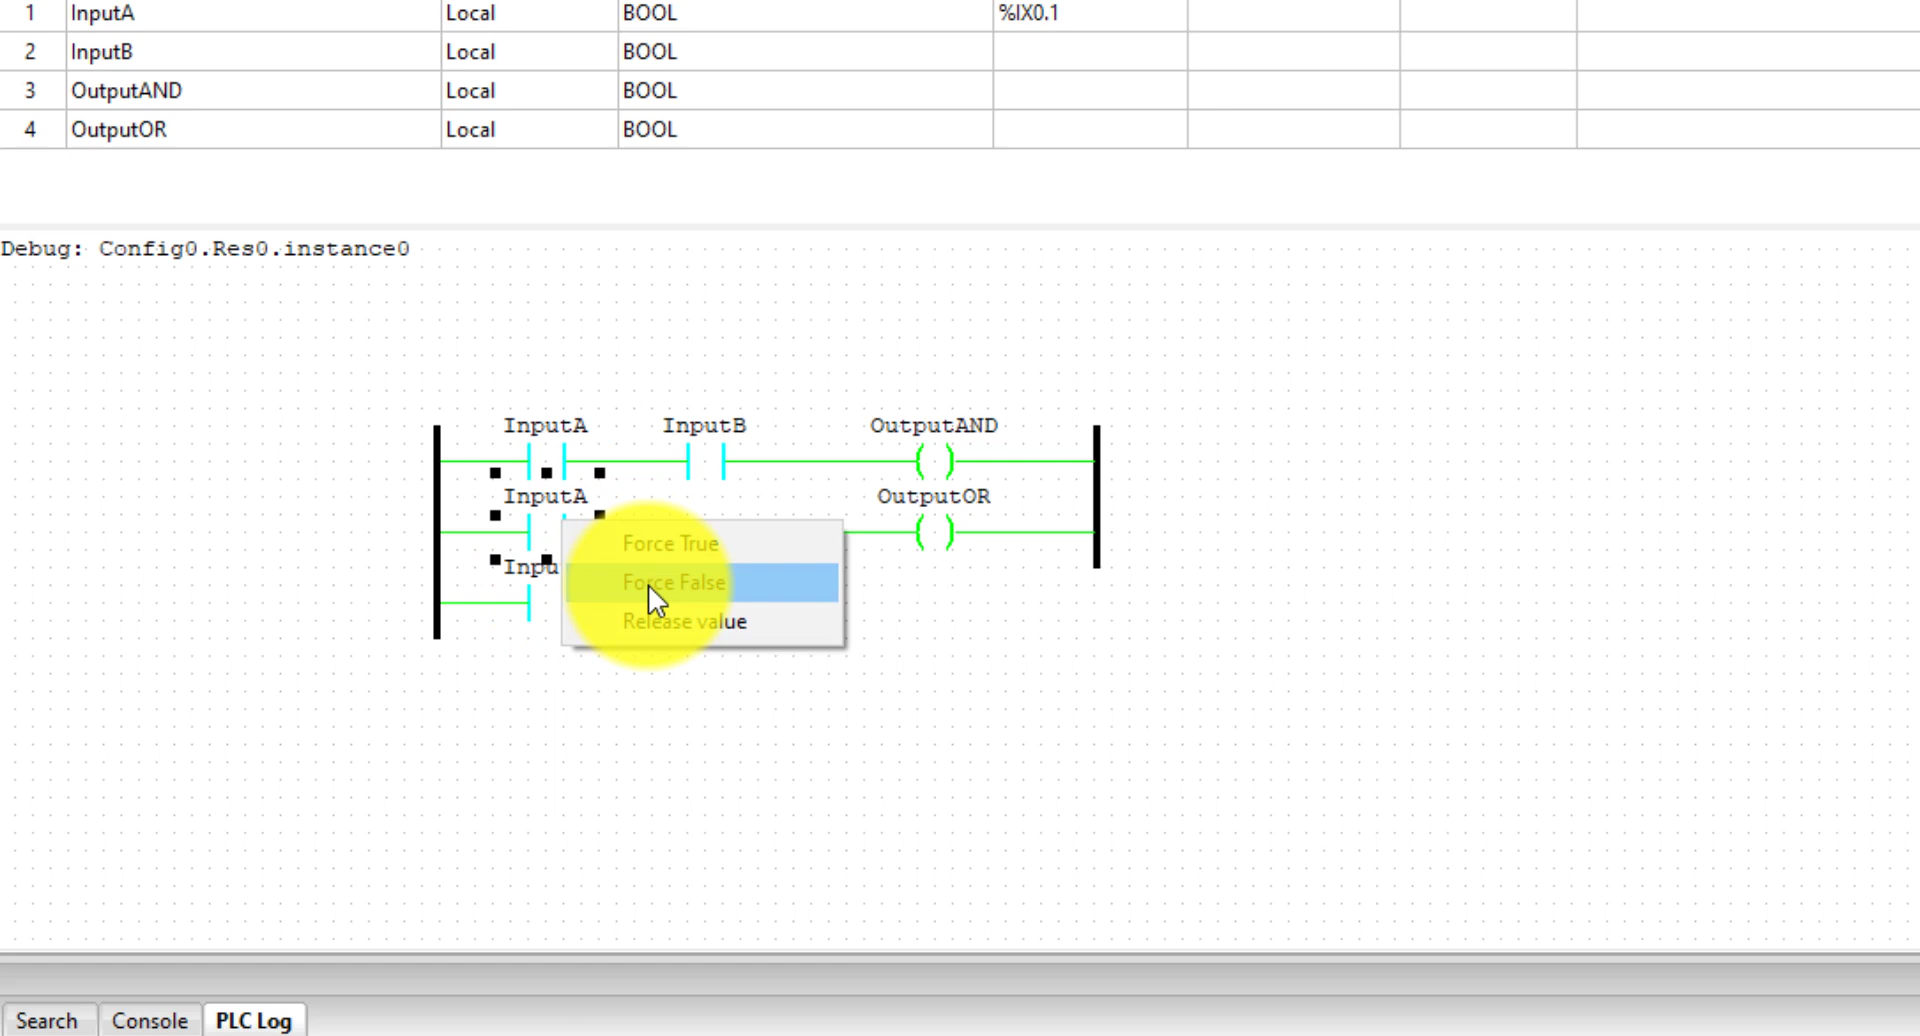 1 InputA Local BOOL %IX0.1
2 InputB Local BOOL
3 OutputAND Local BOOL
4 OutputOR Local BOOL
Debug: Config0.Res0.instance0
InputA InputB OutputAND
InputA OutputOR
Force True
Inpu
Force False
Release value
Search Console PLC Log